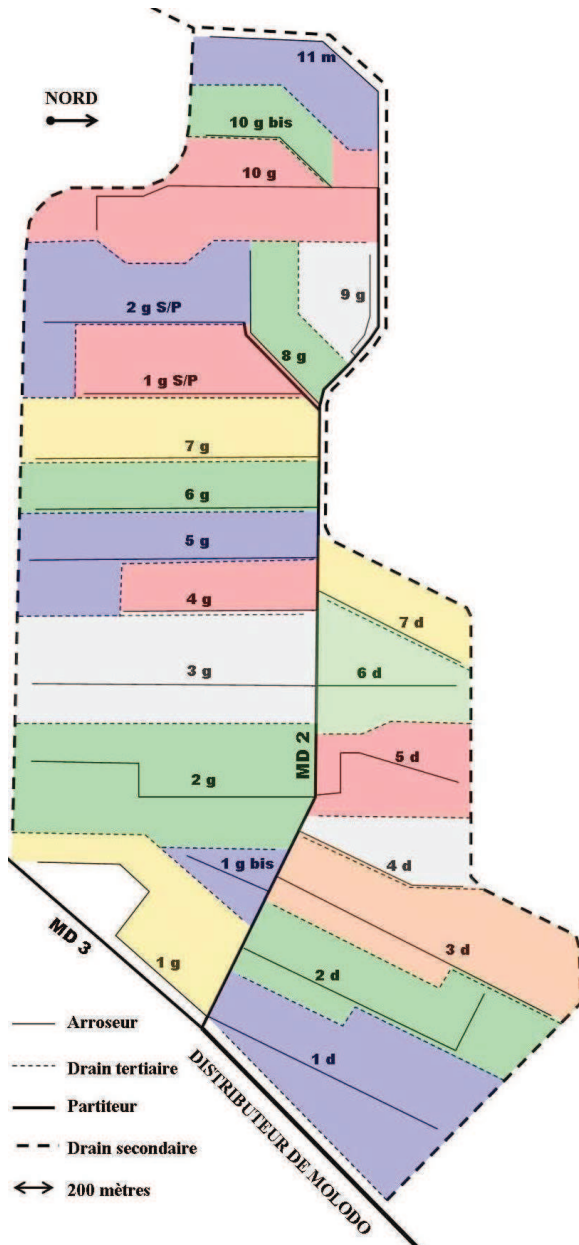 11 m
NORD
10 g bis
10 g
9 g
2 g S/P
8 g
1 g S/P
7 g
6 g
5 g
4 g
7 d
3 g
6 d
MD 2
5 d
2 g
1 g bis
4 d
MD 3
1 g
3 d
2 d
1 d
Arroseur
Drain tertiaire
Partiteur
Drain secondaire
200 mètres
DISTRIBUTEUR DE MOLODO